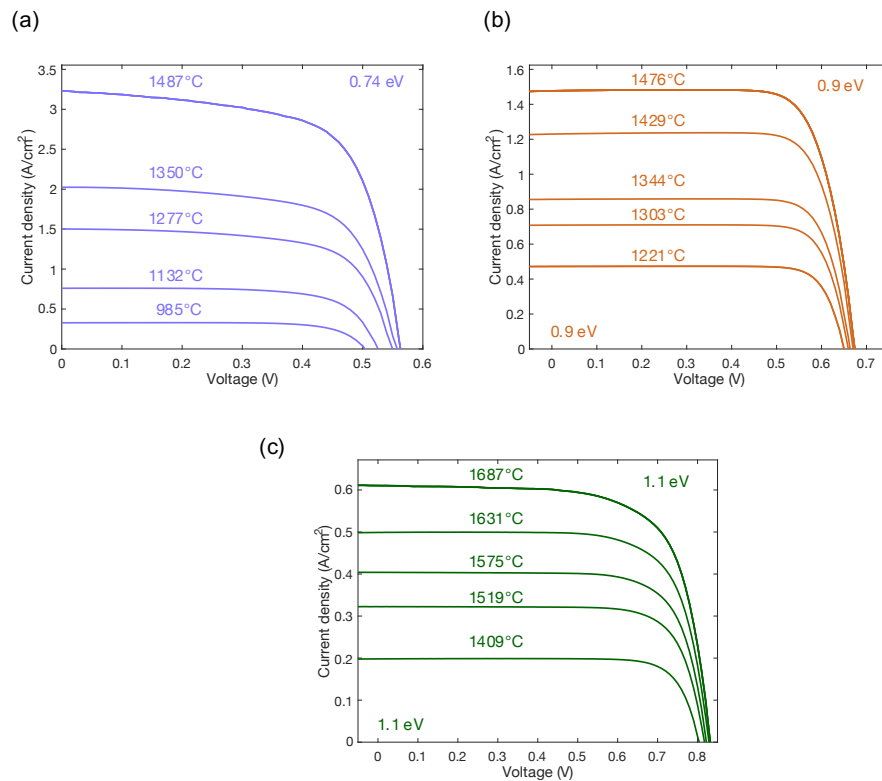 (a)
1487°C
0.74 eV
1350°C
1277°C
1132°C
985°C
3.5
3
2.5
2
1.5
1
0.5
0
0
0.1
0.2
0.3
0.4
0.5
0.6
Current density (A/cm²)
Voltage (V)
(b)
1476°C
0.9 eV
1429°C
1344°C
1303°C
1221°C
0.9 eV
1.6
1.4
1.2
1
0.8
0.6
0.4
0.2
0
0
0.1
0.2
0.3
0.4
0.5
0.6
0.7
Current density (A/cm²)
Voltage (V)
(c)
1687°C
1.1 eV
1631°C
1575°C
1519°C
1409°C
1.1 eV
0.6
0.5
0.4
0.3
0.2
0.1
0
0
0.1
0.2
0.3
0.4
0.5
0.6
0.7
0.8
Current density (A/cm²)
Voltage (V)